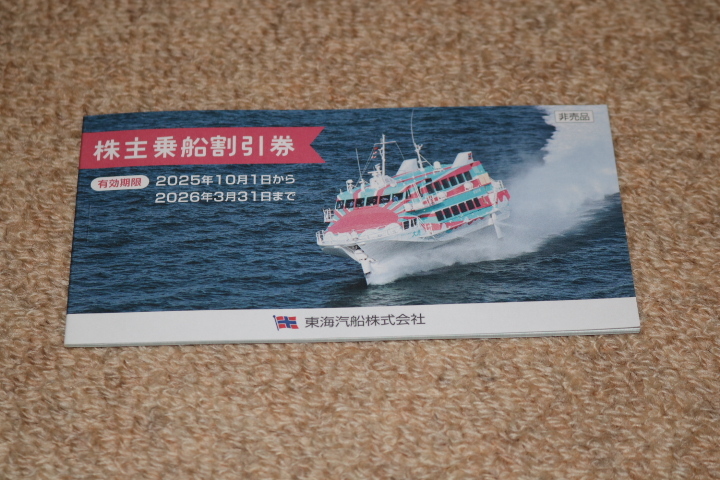 非売品
株主乗船割引券
有効期限 2025年10月1日から
2026年3月31日まで
東海汽船株式会社